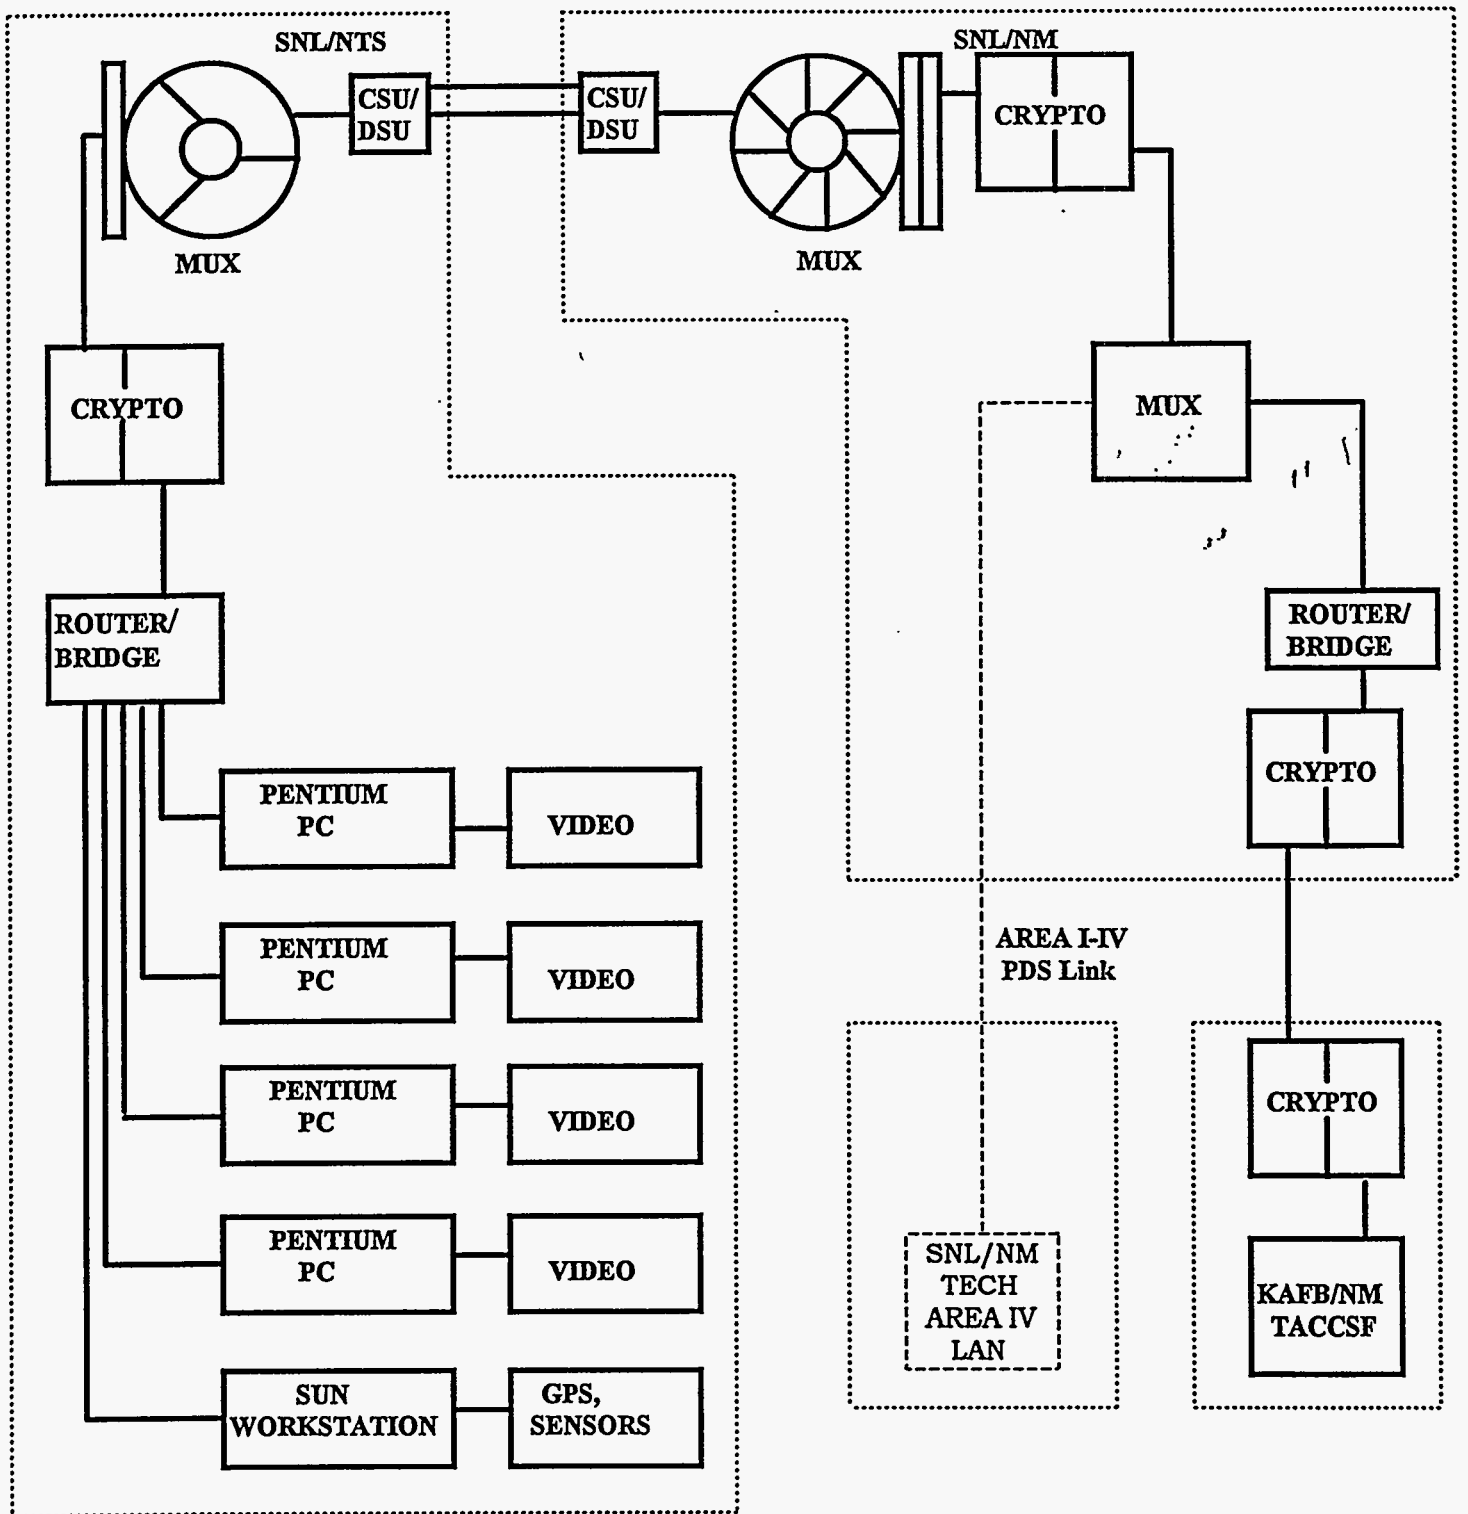 SNL/NTS
CSU/
DSU
MUX
CRYPTO
ROUTER/
BRIDGE
PENTIUM
PC
VIDEO
PENTIUM
PC
VIDEO
PENTIUM
PC
VIDEO
PENTIUM
PC
VIDEO
SUN
WORKSTATION
GPS,
SENSORS
SNL/NM
CSU/
DSU
MUX
CRYPTO
MUX
ROUTER/
BRIDGE
CRYPTO
AREA I-IV
PDS Link
SNL/NM
TECH
AREA IV
LAN
CRYPTO
KAFB/NM
TACCSF